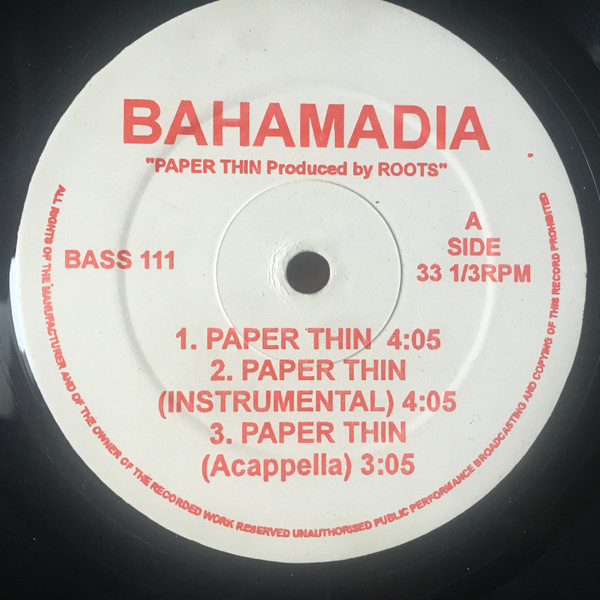 BAHAMADIA
"PAPER THIN Produced by ROOTS"
BASS 111
A
SIDE
33 1/3RPM
1. PAPER THIN 4:05
2. PAPER THIN
(INSTRUMENTAL) 4:05
3. PAPER THIN
(Acappella) 3:05
ALL RIGHTS OF THE MANUFACTURER AND OF THE OWNER OF THE RECORDED WORK RESERVED UNAUTHORISED PUBLIC PERFORMANCE BROADCASTING AND COPYING OF THIS RECORD PROHIBITED